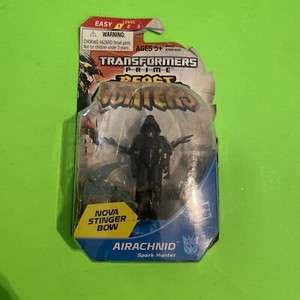 EASY
LEVEL
1 2 3
WARNING:
CHOKING HAZARD-Small parts
Not for children under 3 years.
AGES 5+
TRANSFORMERS
PRIME
BEAST
HUNTERS
NOVA
STINGER
BOW
AIRACHNID
Spark Hunter